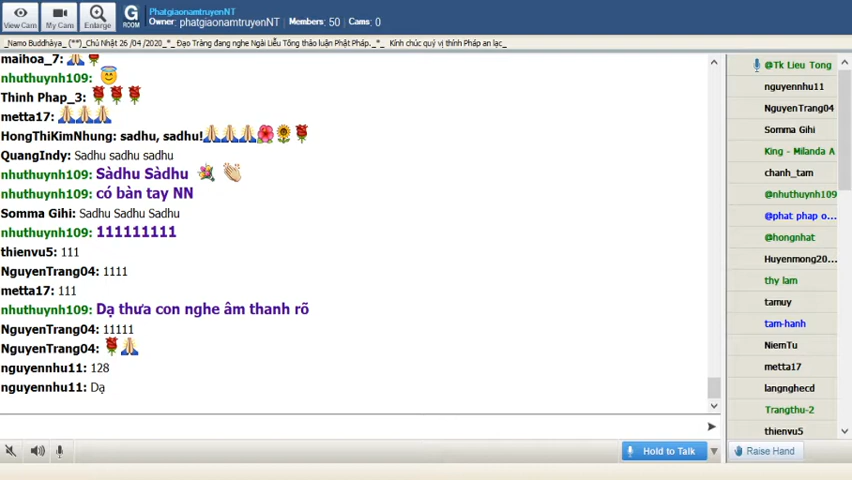 View Cam
My Cam
Enlarge
G ROOM
PhatgiaonamtruyenNT
Owner: phatgiaonamtruyenNT Members: 50 Cams: 0
_Namo Buddhàya_ (**)_Chủ Nhật 26 /04 /2020_*_ Đạo Tràng đang nghe Ngài Liễu Tông thảo luận Phật Pháp._*_ Kính chúc quý vị thính Pháp an lạc_
maihoa_7:
nhuthuynh109:
Thinh Phap_3:
metta17:
HongThiKimNhung: sadhu, sadhu!
QuangIndy: Sadhu sadhu sadhu
nhuthuynh109: Sàdhu Sàdhu
nhuthuynh109: có bàn tay NN
Somma Gihi: Sadhu Sadhu Sadhu
nhuthuynh109: 111111111
thienvu5: 111
NguyenTrang04: 1111
metta17: 111
nhuthuynh109: Dạ thưa con nghe âm thanh rõ
NguyenTrang04: 11111
NguyenTrang04:
nguyennhu11: 128
nguyennhu11: Dạ
@Tk Lieu Tong
nguyennhu11
NguyenTrang04
Somma Gihi
King - Milanda A
chanh_tam
@nhuthuynh109
@phat phap o...
@hongnhat
Huyenmong20...
thy lam
tamuy
tam-hanh
NiemTu
metta17
langnghecd
Trangthu-2
thienvu5
Hold to Talk
Raise Hand